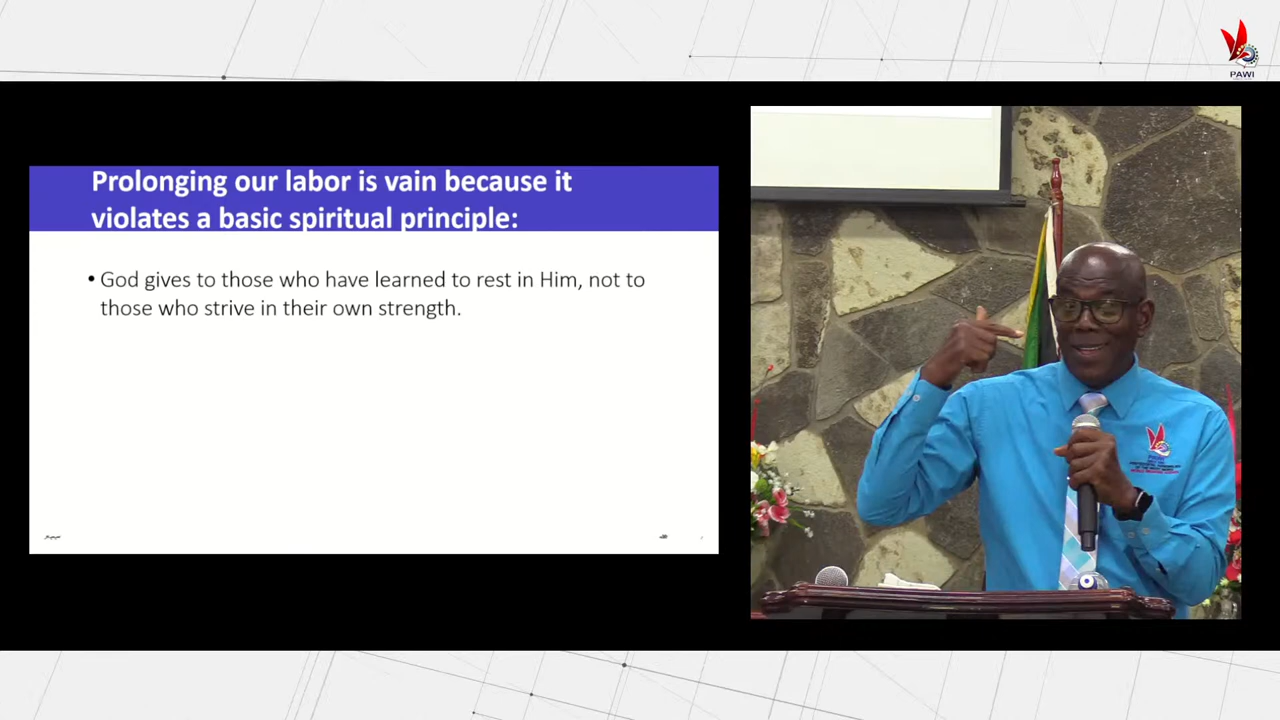 PAWI
Prolonging our labor is vain because it
violates a basic spiritual principle:
• God gives to those who have learned to rest in Him, not to
those who strive in their own strength.